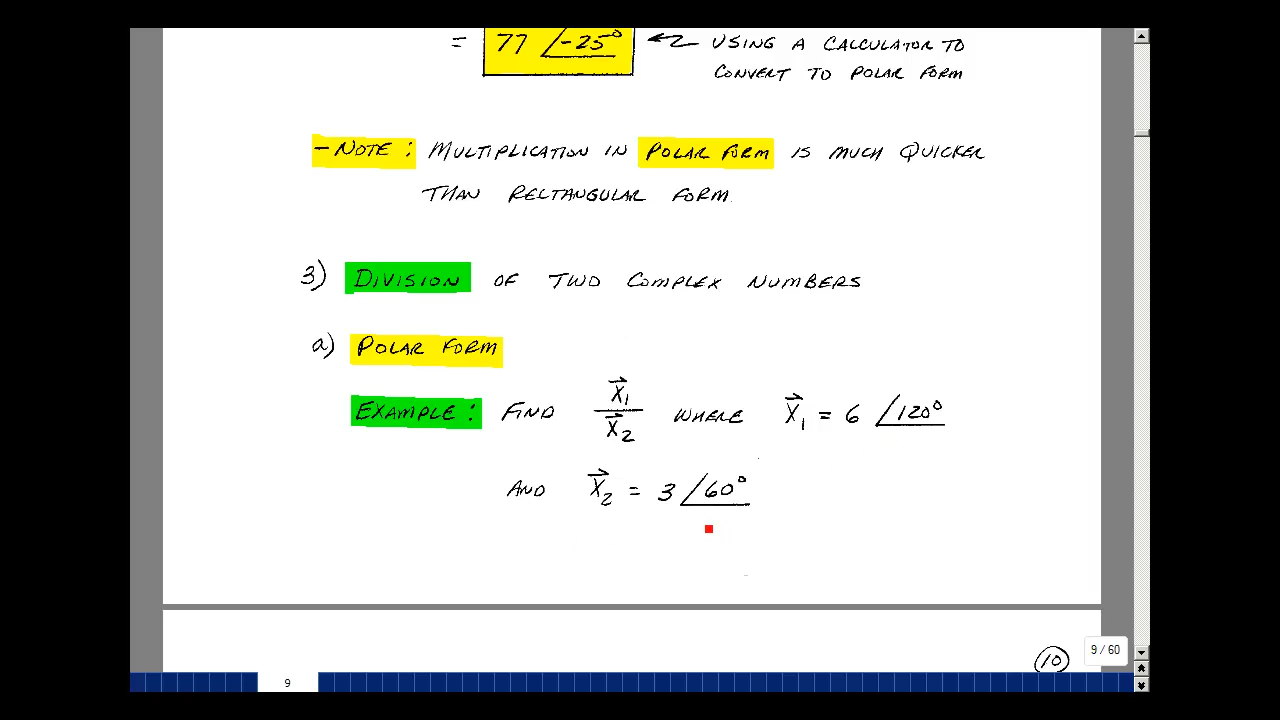 = 77 /-25° ← USING A CALCULATOR TO
CONVERT TO POLAR FORM
- NOTE: MULTIPLICATION IN POLAR FORM IS MUCH QUICKER
THAN RECTANGULAR FORM.
3) DIVISION OF TWO COMPLEX NUMBERS
a) POLAR FORM
EXAMPLE: FIND X⃗1 / X⃗2 WHERE X⃗1 = 6 /120°
AND X⃗2 = 3 /60°
10
9 / 60
9